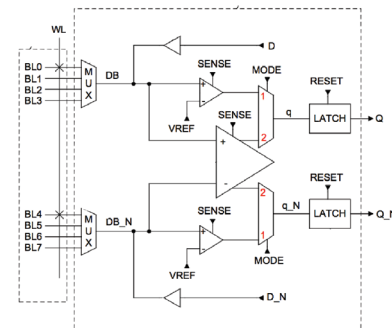 WL
D
SENSE
MODE
RESET
BL0
BL1
BL2
BL3
MUX
DB
+
-
1
2
q
LATCH
Q
VREF
SENSE
+
-
BL4
BL5
BL6
BL7
MUX
DB_N
SENSE
+
-
2
1
q_N
RESET
LATCH
Q_N
VREF
MODE
D_N